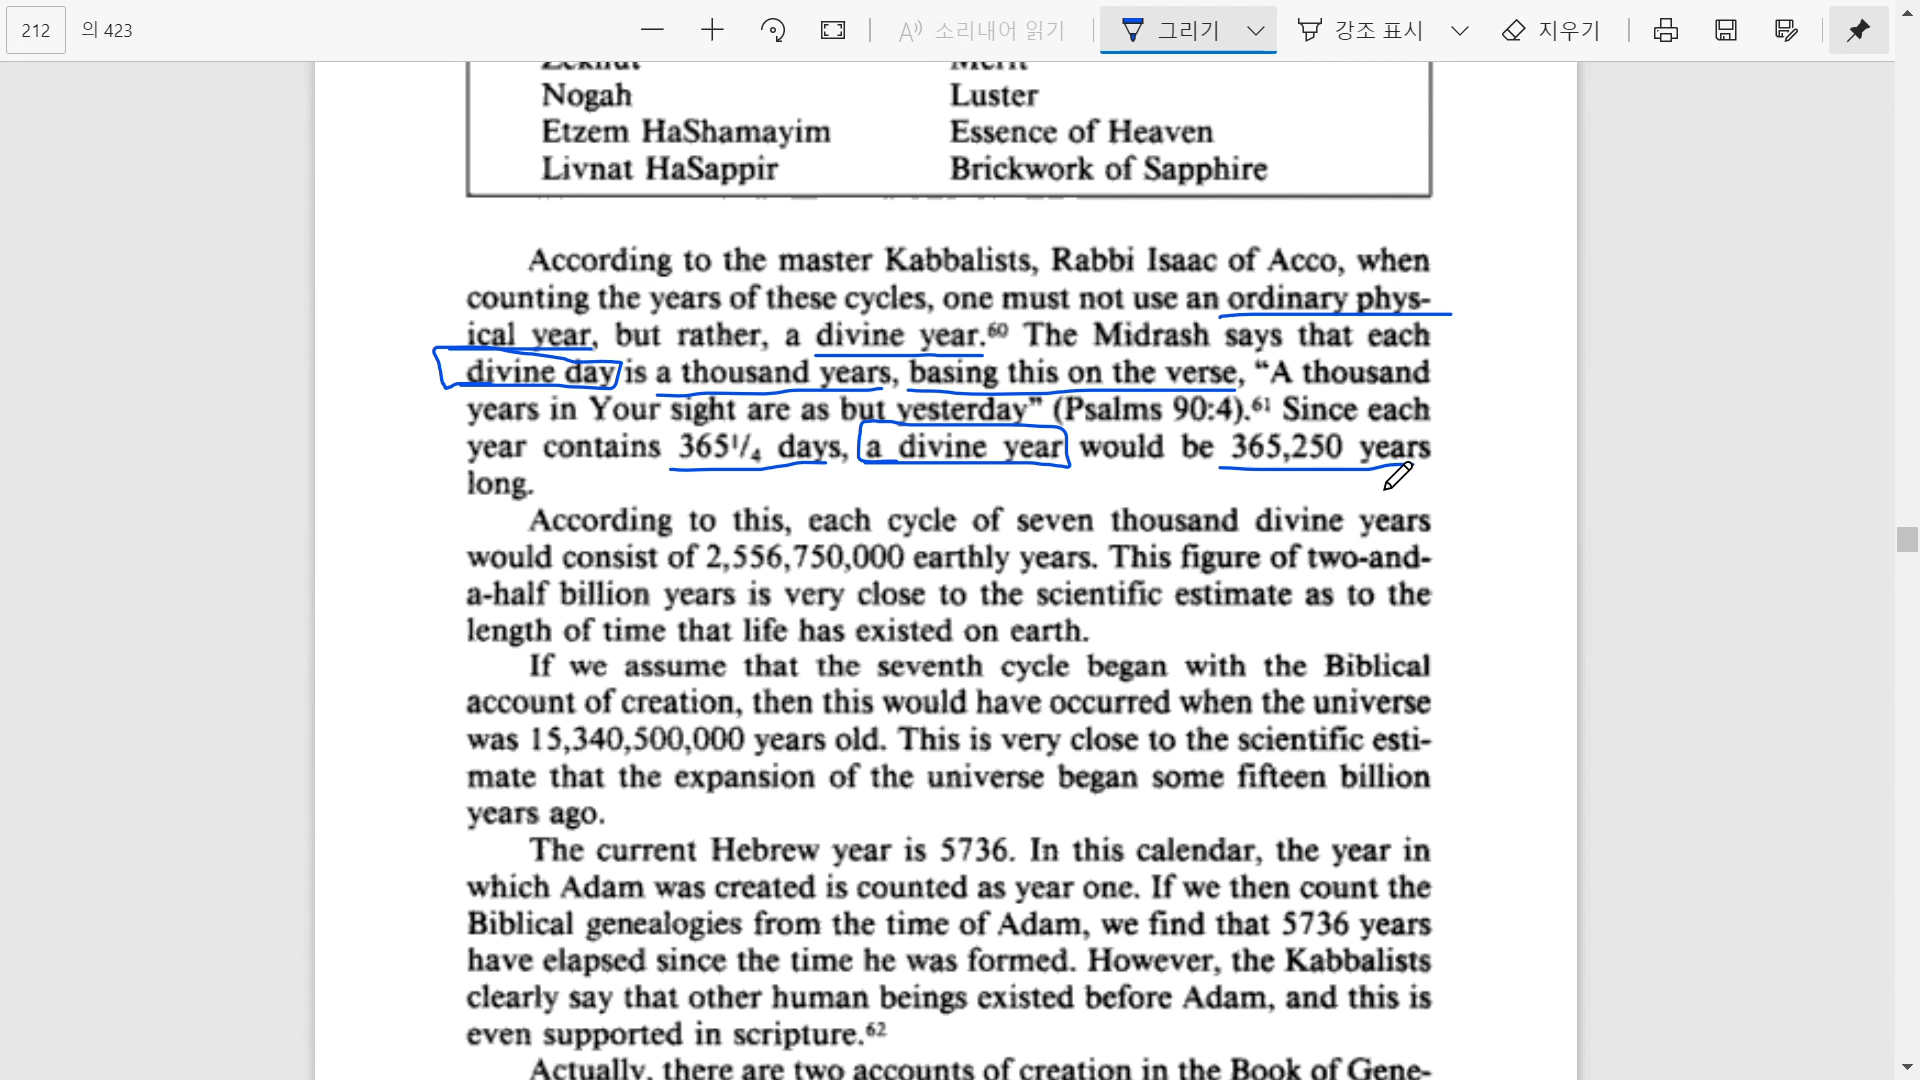 212 의 423 소리내어 읽기 그리기 강조 표시 지우기
Zekhut Merit
Nogah Luster
Etzem HaShamayim Essence of Heaven
Livnat HaSappir Brickwork of Sapphire
According to the master Kabbalists, Rabbi Isaac of Acco, when
counting the years of these cycles, one must not use an ordinary phys-
ical year, but rather, a divine year.⁶⁰ The Midrash says that each
divine day is a thousand years, basing this on the verse, “A thousand
years in Your sight are as but yesterday” (Psalms 90:4).⁶¹ Since each
year contains 365¹/₄ days, a divine year would be 365,250 years
long.
According to this, each cycle of seven thousand divine years
would consist of 2,556,750,000 earthly years. This figure of two-and-
a-half billion years is very close to the scientific estimate as to the
length of time that life has existed on earth.
If we assume that the seventh cycle began with the Biblical
account of creation, then this would have occurred when the universe
was 15,340,500,000 years old. This is very close to the scientific esti-
mate that the expansion of the universe began some fifteen billion
years ago.
The current Hebrew year is 5736. In this calendar, the year in
which Adam was created is counted as year one. If we then count the
Biblical genealogies from the time of Adam, we find that 5736 years
have elapsed since the time he was formed. However, the Kabbalists
clearly say that other human beings existed before Adam, and this is
even supported in scripture.⁶²
Actually, there are two accounts of creation in the Book of Gene-